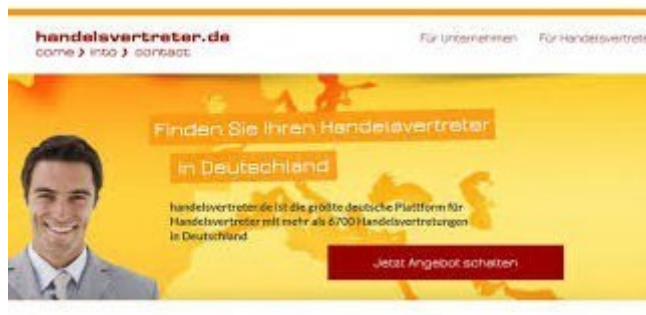 handelsvertreter.de
come ❯ into ❯ contact
Für Unternehmen Für Handelsvertrete
Finden Sie Ihren Handelsvertreter
in Deutschland
handelsvertreter.de ist die größte deutsche Plattform für
Handelsvertreter mit mehr als 6700 Handelsvertretungen
in Deutschland
Jetzt Angebot schalten